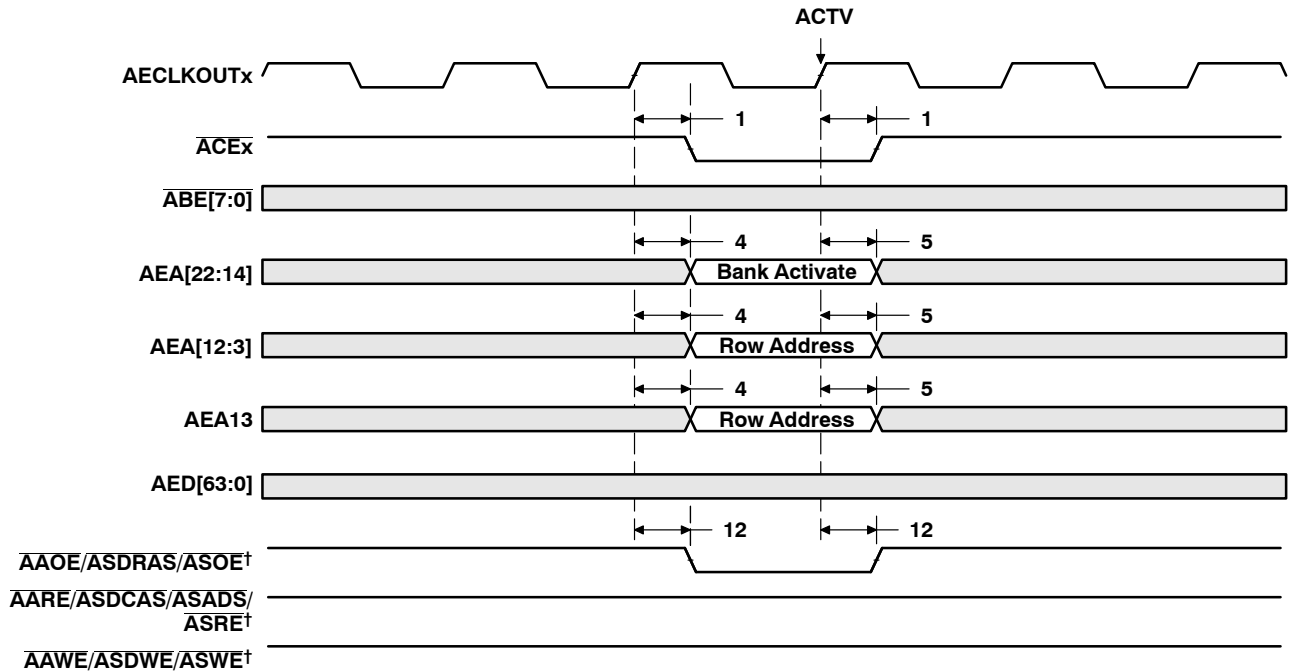 ACTV
AECLKOUTx
1 1
ACEx
ABE[7:0]
4 5
AEA[22:14] Bank Activate
4 5
AEA[12:3] Row Address
4 5
AEA13 Row Address
AED[63:0]
12 12
AAOE/ASDRAS/ASOE†
AARE/ASDCAS/ASADS/
ASRE†
AAWE/ASDWE/ASWE†